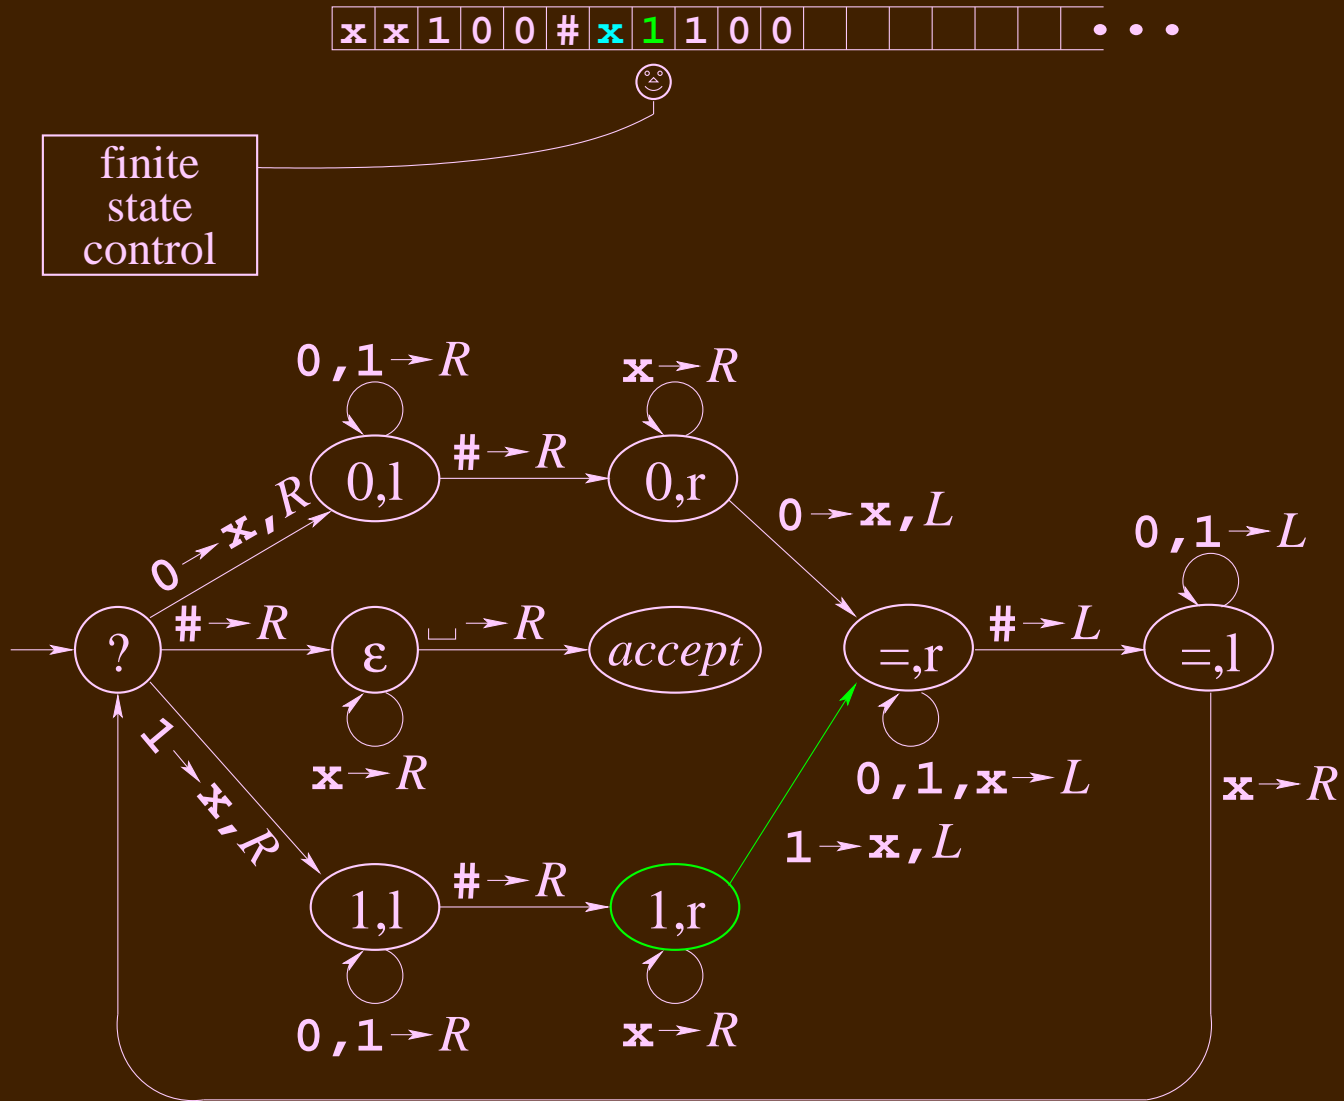 x x 1 0 0 # x 1 1 0 0 • • •
finite
state
control
0,1→R
x→R
0,l
#→R
0,r
0→x,R
0→x,L
0,1→L
?
#→R
ε
␣→R
accept
=,r
#→L
=,l
x→R
0,1,x→L
x→R
1→x,R
1→x,L
1,l
#→R
1,r
0,1→R
x→R